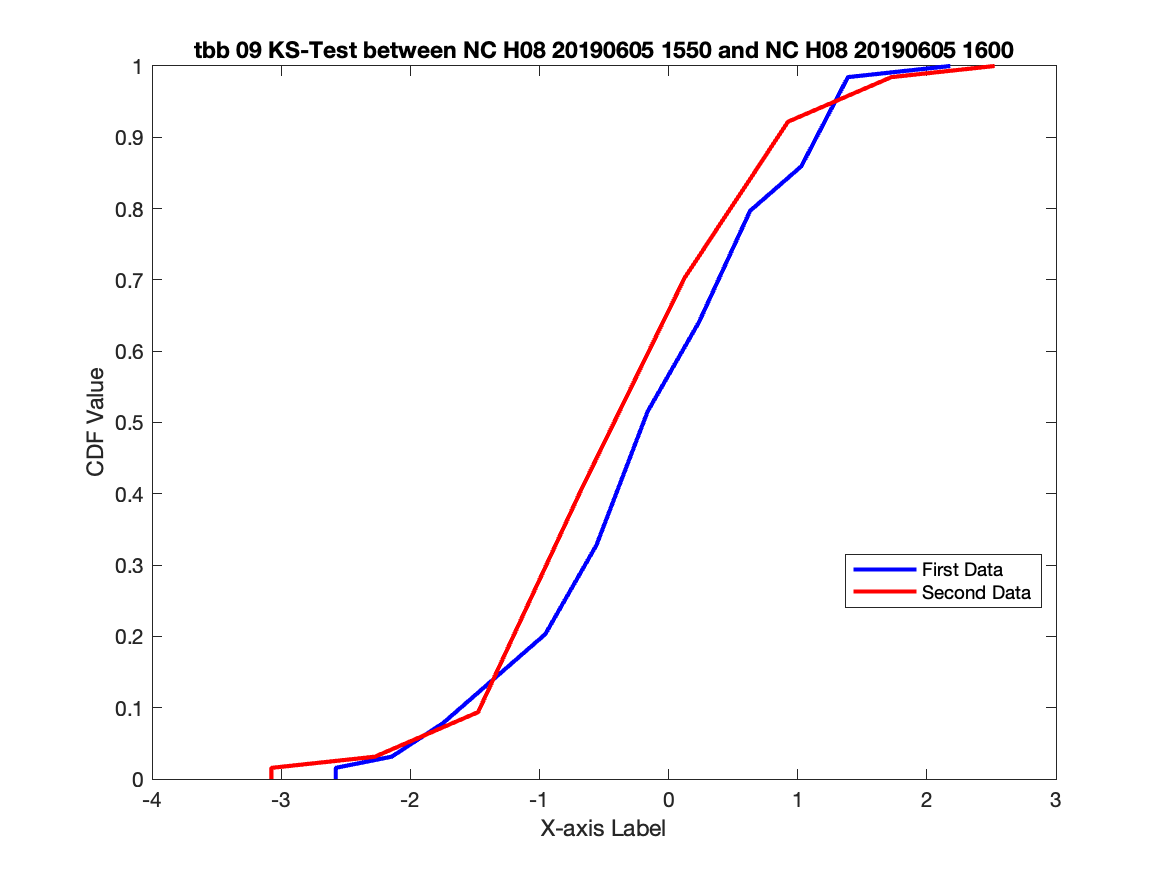 tbb 09 KS-Test between NC H08 20190605 1550 and NC H08 20190605 1600
1
0.9
0.8
0.7
0.6
0.5
0.4
0.3
0.2
0.1
0
CDF Value
First Data
Second Data
-4 -3 -2 -1 0 1 2 3
X-axis Label